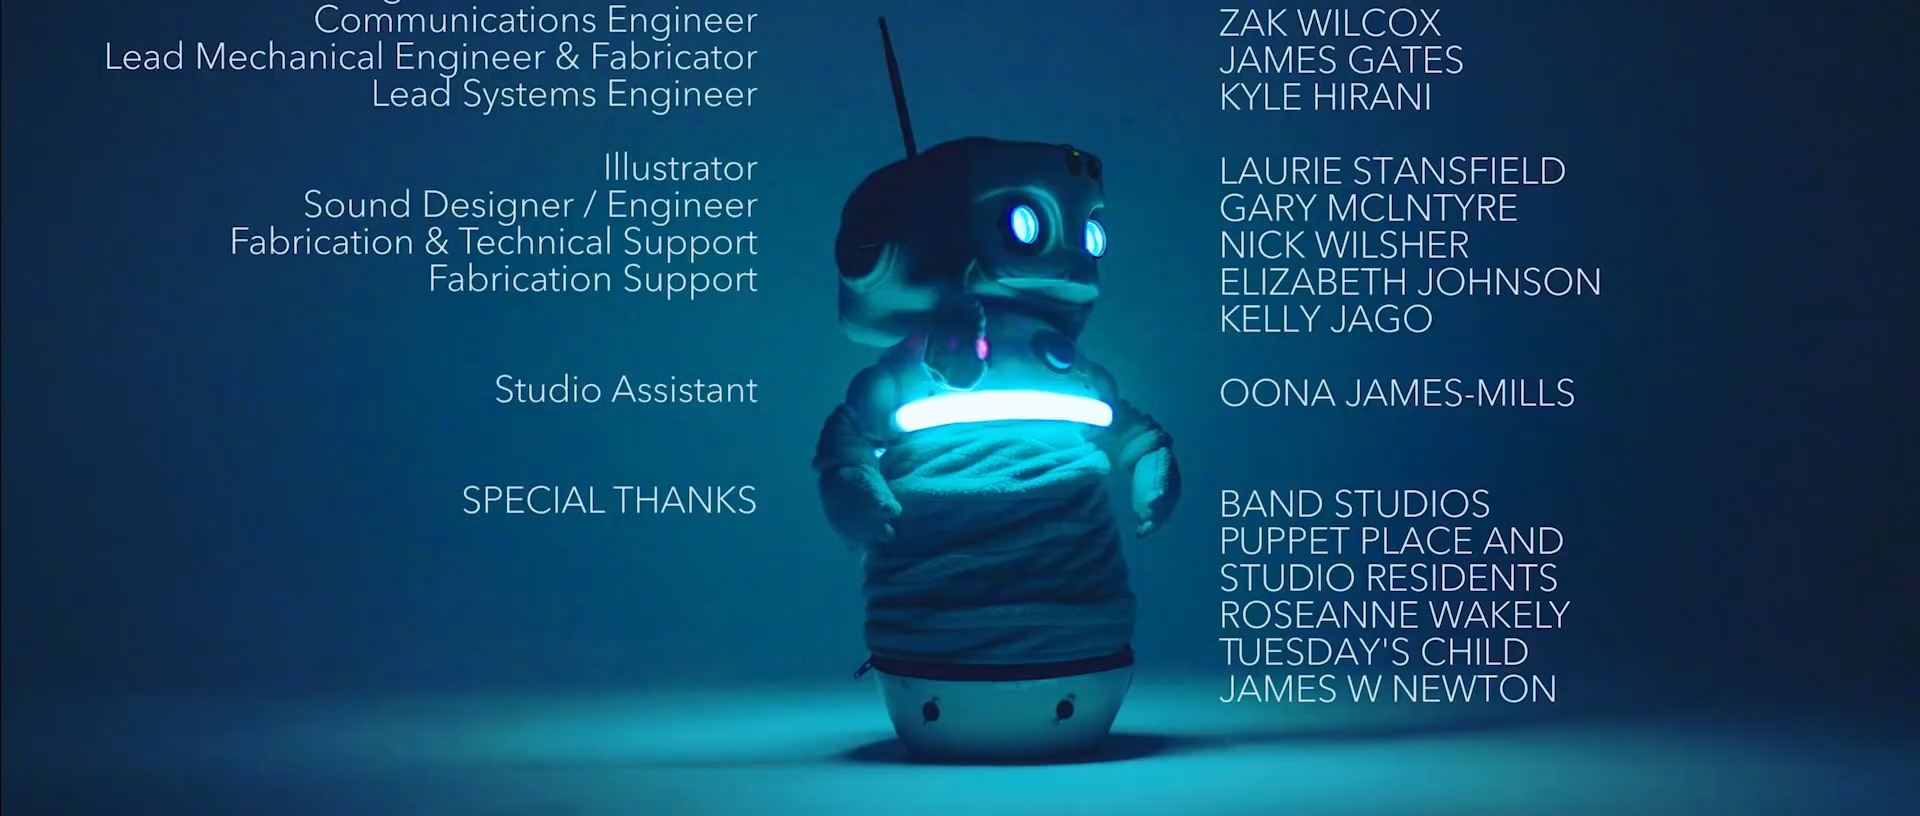 Communications Engineer ZAK WILCOX
Lead Mechanical Engineer & Fabricator JAMES GATES
Lead Systems Engineer KYLE HIRANI
Illustrator LAURIE STANSFIELD
Sound Designer / Engineer GARY MCLNTYRE
Fabrication & Technical Support NICK WILSHER
Fabrication Support ELIZABETH JOHNSON
KELLY JAGO
Studio Assistant OONA JAMES-MILLS
SPECIAL THANKS BAND STUDIOS
PUPPET PLACE AND
STUDIO RESIDENTS
ROSEANNE WAKELY
TUESDAY'S CHILD
JAMES W NEWTON